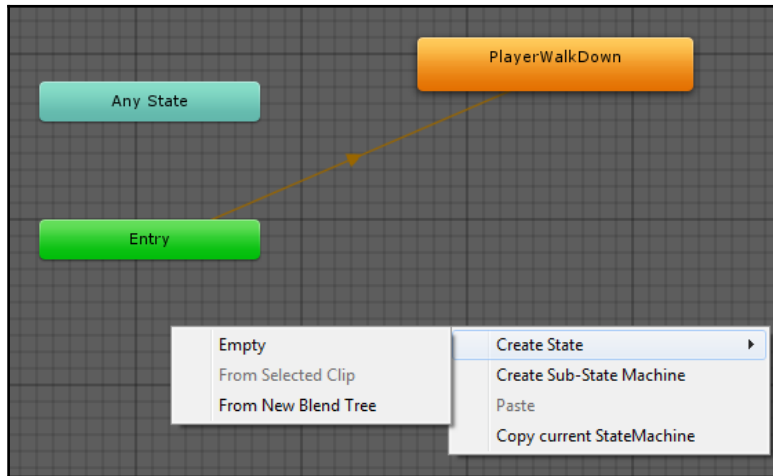 PlayerWalkDown
Any State
Entry
Empty
From Selected Clip
From New Blend Tree
Create State
Create Sub-State Machine
Paste
Copy current StateMachine